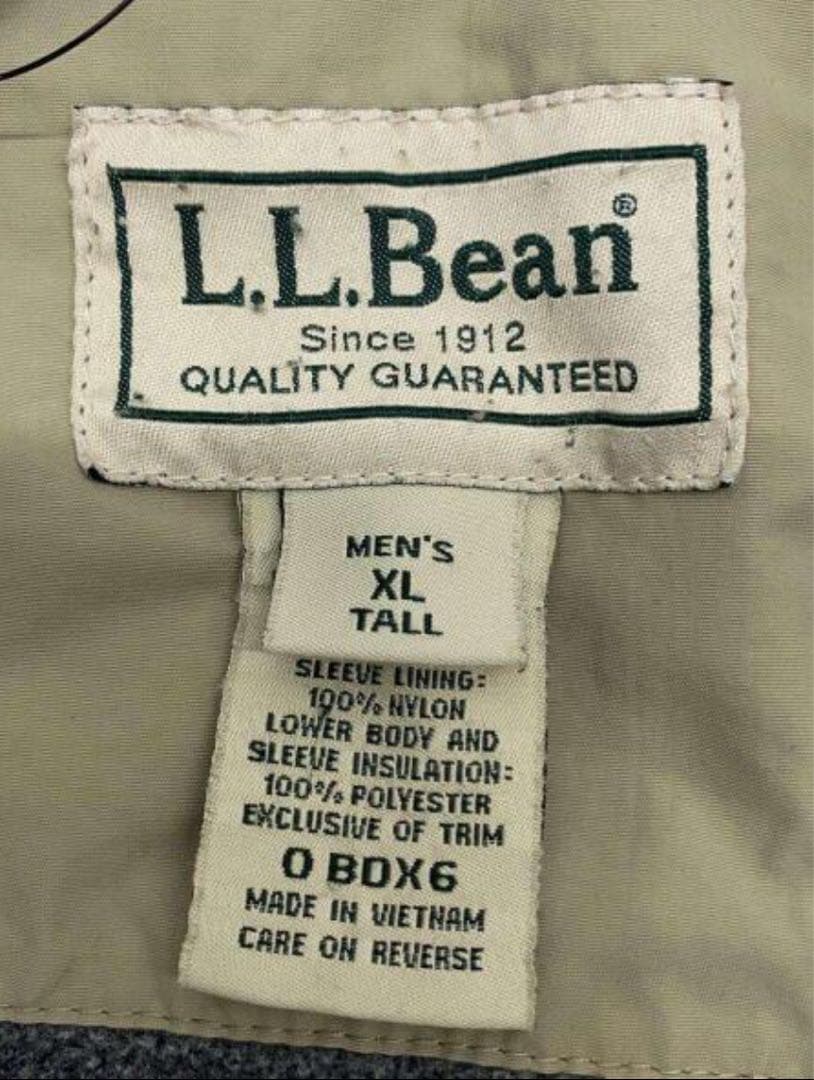 L.L.Bean®
Since 1912
QUALITY GUARANTEED
MEN'S
XL
TALL
SLEEVE LINING:
100% NYLON
LOWER BODY AND
SLEEVE INSULATION:
100% POLYESTER
EXCLUSIVE OF TRIM
0 BDX6
MADE IN VIETNAM
CARE ON REVERSE